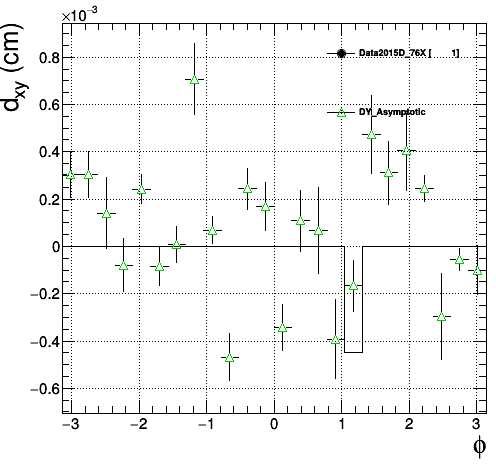 ×10⁻³
d_xy (cm)
0.8
0.6
0.4
0.2
0
−0.2
−0.4
−0.6
Data2015D_76X [ 1]
DY_Asymptotic
−3 −2 −1 0 1 2 3
ϕ